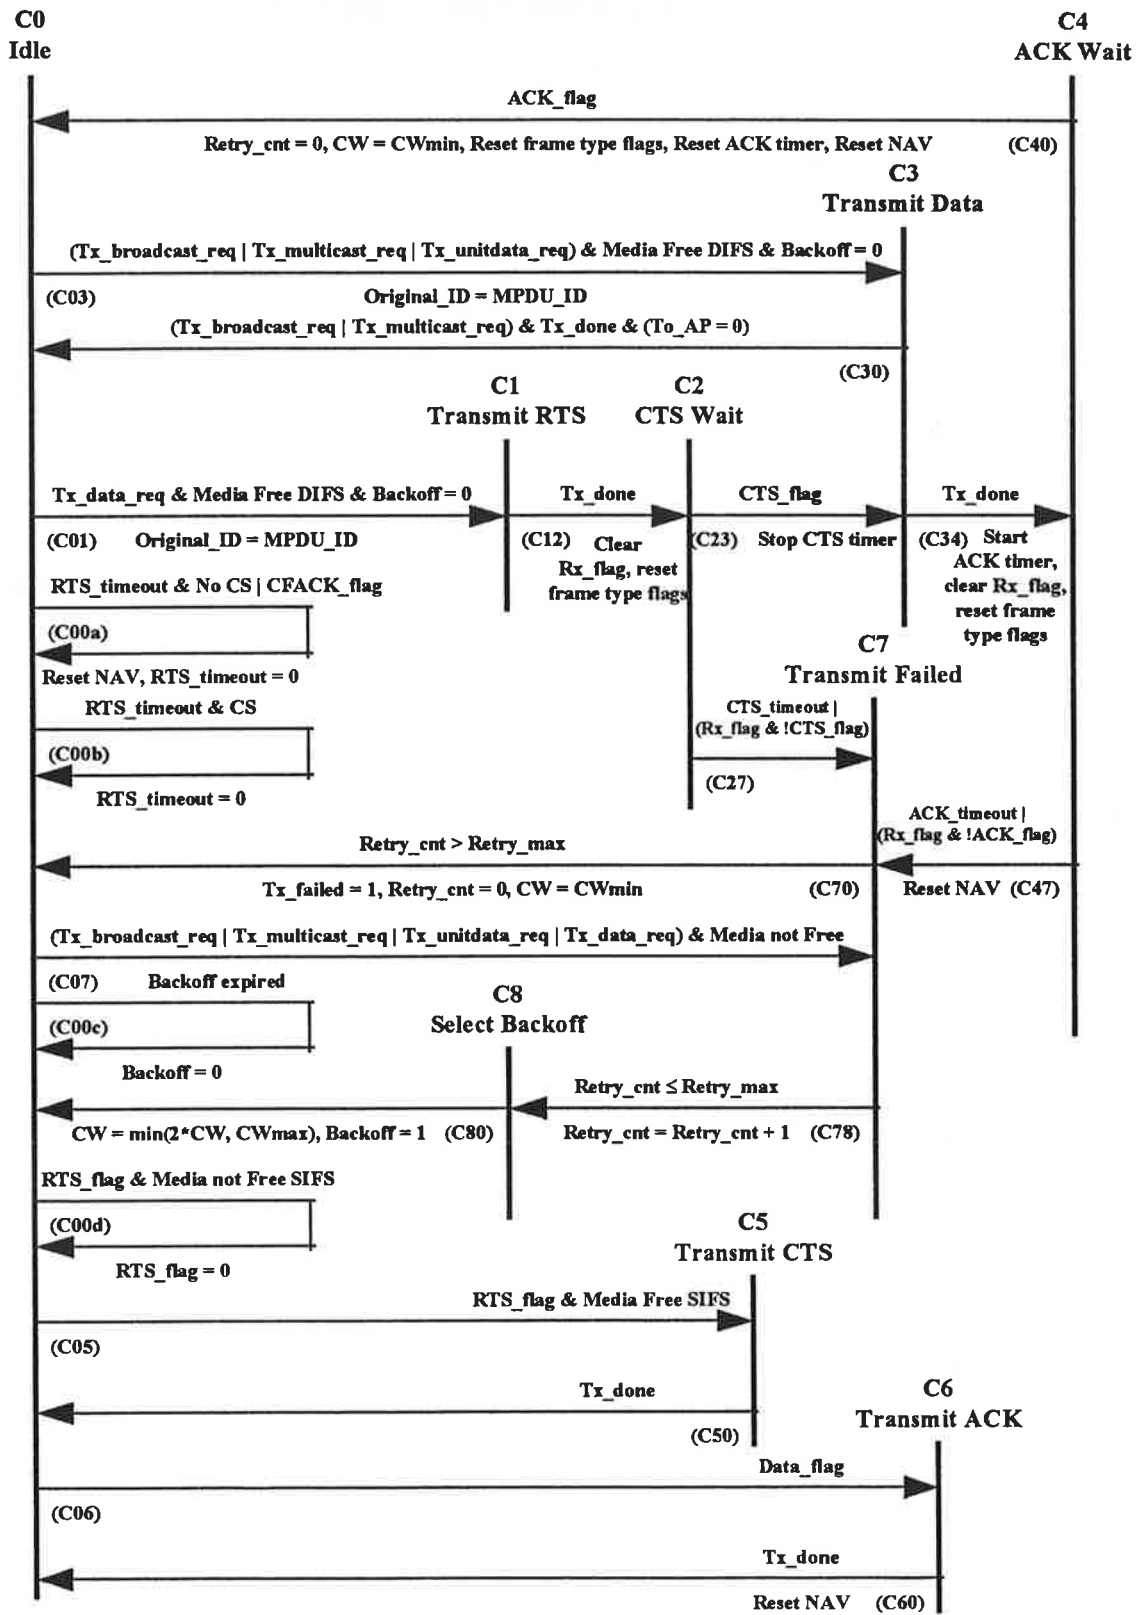 C0
Idle
C4
ACK Wait
ACK_flag
Retry_cnt = 0, CW = CWmin, Reset frame type flags, Reset ACK timer, Reset NAV
(C40)
C3
Transmit Data
(Tx_broadcast_req | Tx_multicast_req | Tx_unitdata_req) & Media Free DIFS & Backoff = 0
(C03)
Original_ID = MPDU_ID
(Tx_broadcast_req | Tx_multicast_req) & Tx_done & (To_AP = 0)
(C30)
C1
Transmit RTS
C2
CTS Wait
Tx_data_req & Media Free DIFS & Backoff = 0
Tx_done
CTS_flag
Tx_done
(C01) Original_ID = MPDU_ID
(C12) Clear
Rx_flag, reset
frame type flags
(C23) Stop CTS timer
(C34) Start
ACK timer,
clear Rx_flag,
reset frame
type flags
RTS_timeout & No CS | CFACK_flag
(C00a)
Reset NAV, RTS_timeout = 0
C7
Transmit Failed
RTS_timeout & CS
(C00b)
RTS_timeout = 0
CTS_timeout |
(Rx_flag & !CTS_flag)
(C27)
ACK_timeout |
(Rx_flag & !ACK_flag)
Reset NAV (C47)
Retry_cnt > Retry_max
Tx_failed = 1, Retry_cnt = 0, CW = CWmin
(C70)
(Tx_broadcast_req | Tx_multicast_req | Tx_unitdata_req | Tx_data_req) & Media not Free
(C07)
Backoff expired
(C00c)
Backoff = 0
C8
Select Backoff
Retry_cnt ≤ Retry_max
CW = min(2*CW, CWmax), Backoff = 1 (C80)
Retry_cnt = Retry_cnt + 1 (C78)
RTS_flag & Media not Free SIFS
(C00d)
RTS_flag = 0
C5
Transmit CTS
RTS_flag & Media Free SIFS
(C05)
Tx_done
(C50)
C6
Transmit ACK
Data_flag
(C06)
Tx_done
Reset NAV (C60)